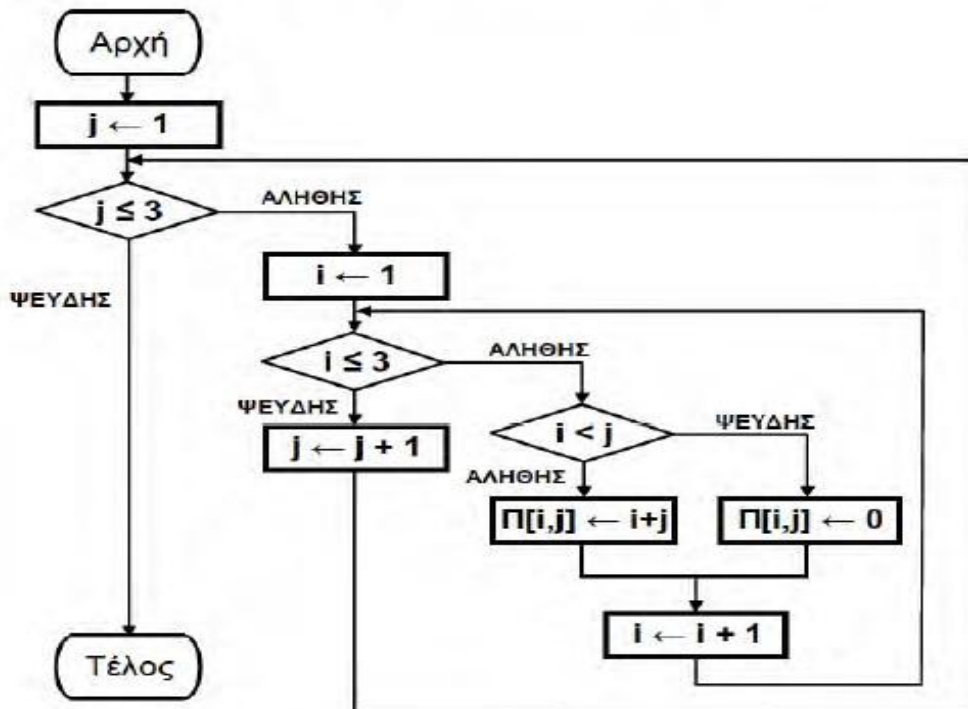 Αρχή
j ← 1
j ≤ 3
ΑΛΗΘΗΣ
ΨΕΥΔΗΣ
i ← 1
i ≤ 3
ΑΛΗΘΗΣ
ΨΕΥΔΗΣ
j ← j + 1
i < j
ΨΕΥΔΗΣ
ΑΛΗΘΗΣ
Π[i,j] ← i+j
Π[i,j] ← 0
i ← i + 1
Τέλος